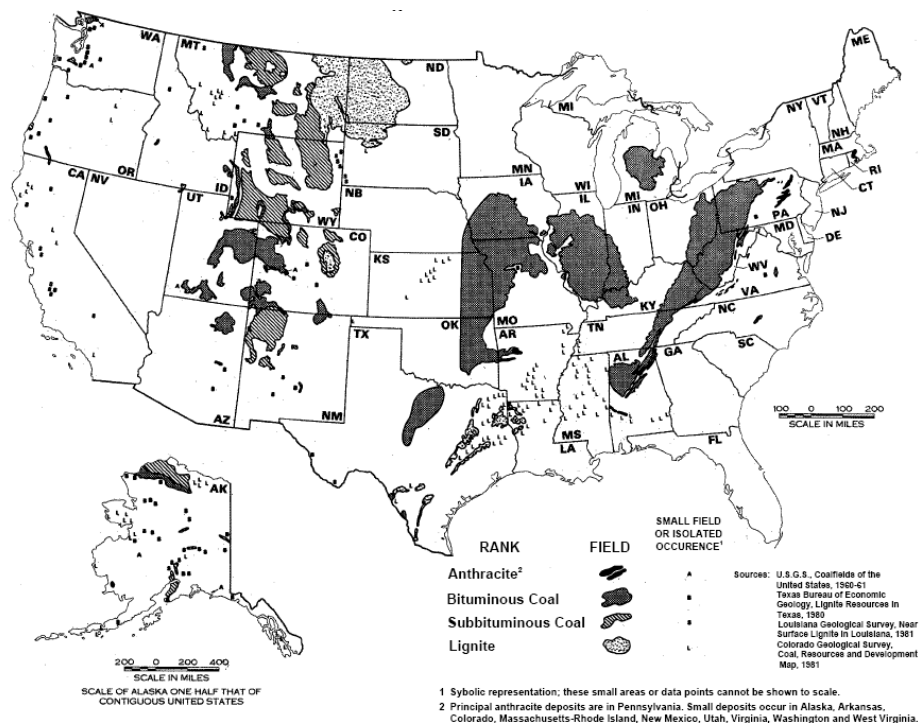 WA
MT
ND
ME
MI
NY
VT
NH
MA
SD
MN
WI
OR
ID
CA
NV
UT
WY
NB
IA
IL
MI
IN
OH
PA
RI
CT
NJ
MD
DE
CO
KS
MO
WV
VA
KY
NC
TN
AZ
NM
TX
OK
AR
SC
AL
GA
MS
LA
FL
AK
100 0 100 200
SCALE IN MILES
200 0 200 400
SCALE IN MILES
SCALE OF ALASKA ONE HALF THAT OF
CONTIGUOUS UNITED STATES
RANK
FIELD
SMALL FIELD
OR ISOLATED
OCCURENCE¹
Anthracite²
A
Bituminous Coal
Subbituminous Coal
Lignite
L
Sources: U.S.G.S., Coalfields of the
United States, 1960-61
Texas Bureau of Economic
Geology, Lignite Resources in
Texas, 1980
Louisiana Geological Survey, Near
Surface Lignite In Louisiana, 1981
Colorado Geological Survey,
Coal, Resources and Development
Map, 1981
1 Sybolic representation; these small areas or data points cannot be shown to scale.
2 Principal anthracite deposits are in Pennsylvania. Small deposits occur in Alaska, Arkansas,
Colorado, Massachusetts-Rhode Island, New Mexico, Utah, Virginia, Washington and West Virginia.